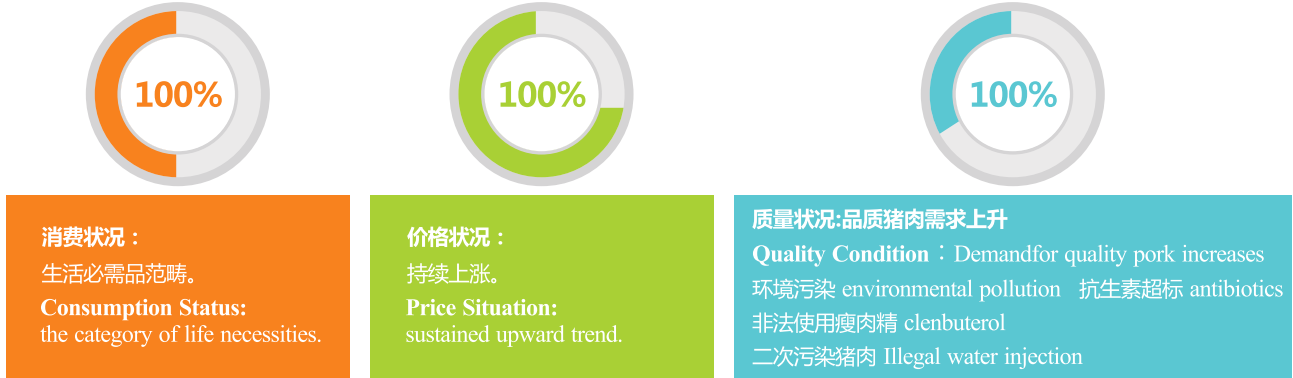 100%
100%
100%
消费状况：
生活必需品范畴。
Consumption Status:
the category of life necessities.
价格状况：
持续上涨。
Price Situation:
sustained upward trend.
质量状况:品质猪肉需求上升
Quality Condition：Demandfor quality pork increases
环境污染 environmental pollution 抗生素超标 antibiotics
非法使用瘦肉精 clenbuterol
二次污染猪肉 Illegal water injection